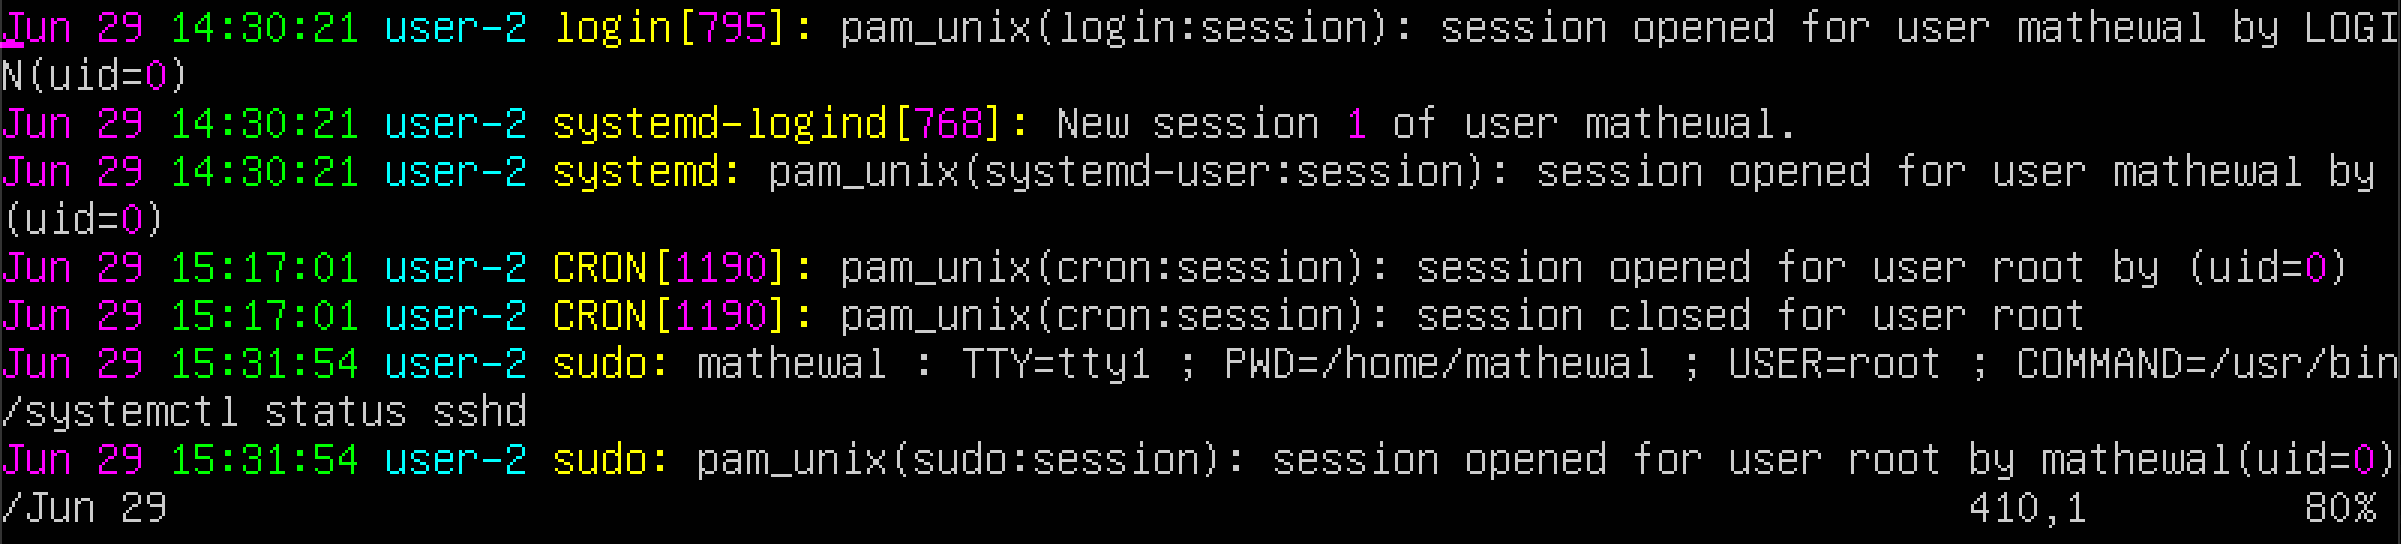 Jun 29 14:30:21 user-2 login[795]: pam_unix(login:session): session opened for user mathewal by LOGI
N(uid=0)
Jun 29 14:30:21 user-2 systemd-logind[768]: New session 1 of user mathewal.
Jun 29 14:30:21 user-2 systemd: pam_unix(systemd-user:session): session opened for user mathewal by
(uid=0)
Jun 29 15:17:01 user-2 CRON[1190]: pam_unix(cron:session): session opened for user root by (uid=0)
Jun 29 15:17:01 user-2 CRON[1190]: pam_unix(cron:session): session closed for user root
Jun 29 15:31:54 user-2 sudo: mathewal : TTY=tty1 ; PWD=/home/mathewal ; USER=root ; COMMAND=/usr/bin
/systemctl status sshd
Jun 29 15:31:54 user-2 sudo: pam_unix(sudo:session): session opened for user root by mathewal(uid=0)
/Jun 29 410,1 80%